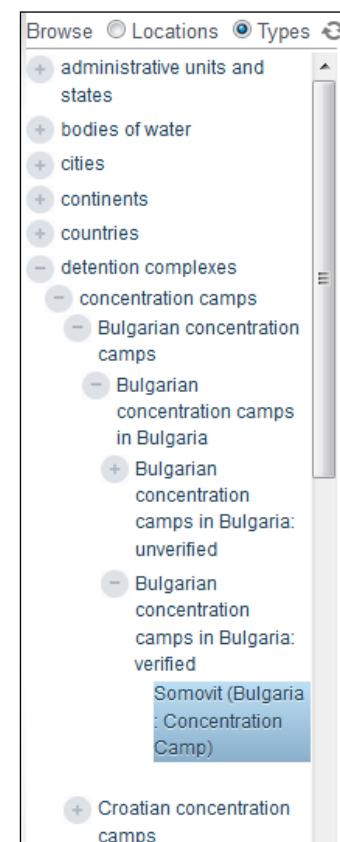 Browse Locations Types
administrative units and
states
bodies of water
cities
continents
countries
detention complexes
concentration camps
Bulgarian concentration
camps
Bulgarian
concentration camps
in Bulgaria
Bulgarian
concentration
camps in Bulgaria:
unverified
Bulgarian
concentration
camps in Bulgaria:
verified
Somovit (Bulgaria
: Concentration
Camp)
Croatian concentration
camps